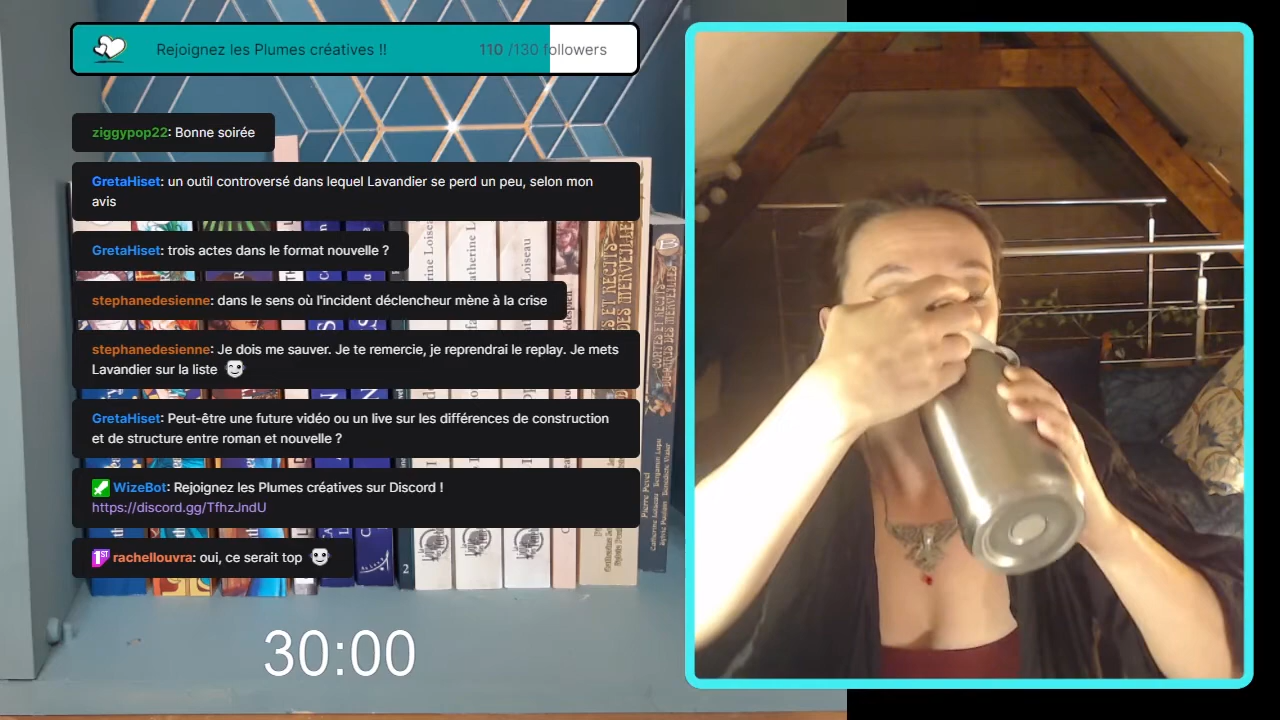 Rejoignez les Plumes créatives !! 110 /130 followers
ziggypop22: Bonne soirée
GretaHiset: un outil controversé dans lequel Lavandier se perd un peu, selon mon
avis
GretaHiset: trois actes dans le format nouvelle ?
stephanedesienne: dans le sens où l'incident déclencheur mène à la crise
stephanedesienne: Je dois me sauver. Je te remercie, je reprendrai le replay. Je mets
Lavandier sur la liste
GretaHiset: Peut-être une future vidéo ou un live sur les différences de construction
et de structure entre roman et nouvelle ?
WizeBot: Rejoignez les Plumes créatives sur Discord !
https://discord.gg/TfhzJndU
1ST rachellouvra: oui, ce serait top
Loiseau
2
30:00